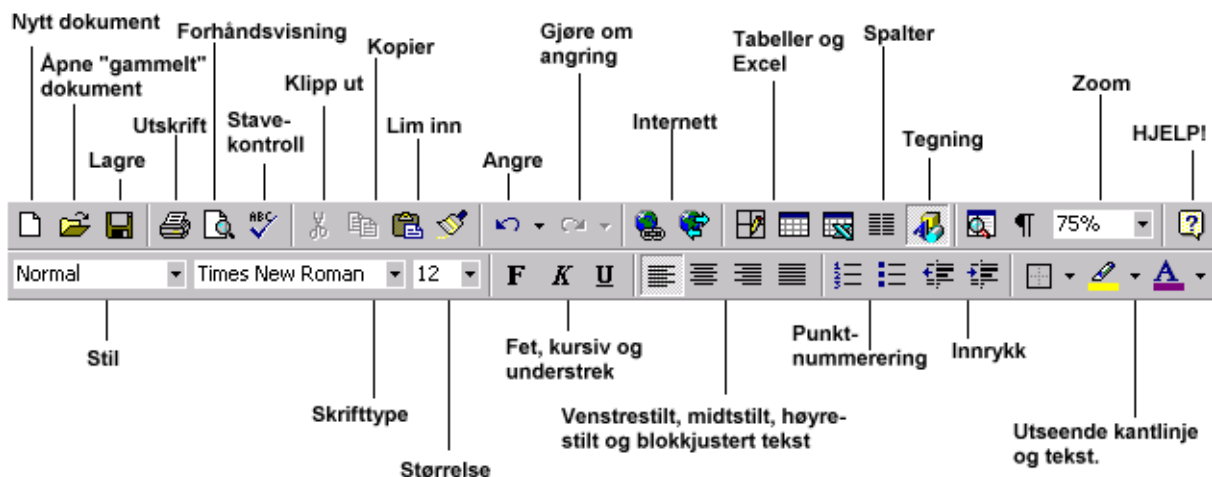 Nytt dokument
Forhåndsvisning
Kopier
Gjøre om
angring
Tabeller og
Excel
Spalter
Åpne "gammelt"
dokument
Klipp ut
Zoom
Utskrift
Stave-
kontroll
Lim inn
Internett
Tegning
HJELP!
Lagre
Angre
ABC
75%
Normal
Times New Roman
12
F K U
A
Stil
Fet, kursiv og
understrek
Punkt-
nummerering
Innrykk
Skrifttype
Venstrestilt, midtstilt, høyre-
stilt og blokkjustert tekst
Utseende kantlinje
og tekst.
Størrelse